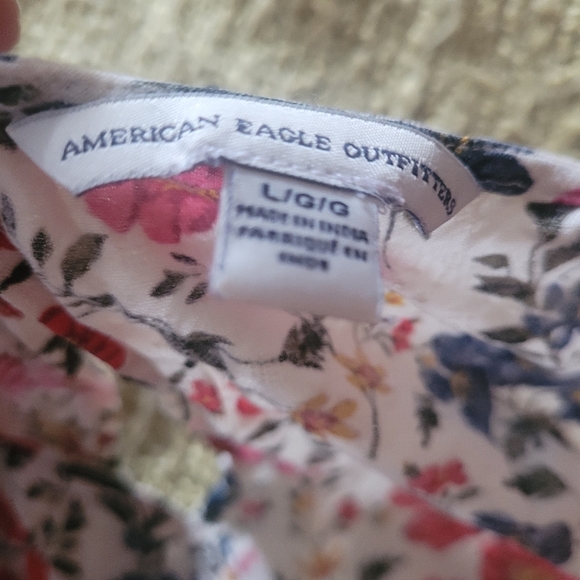 AMERICAN EAGLE OUTFITTERS
L/G/G
MADE IN INDIA
FABRIQUÉ EN
INDE